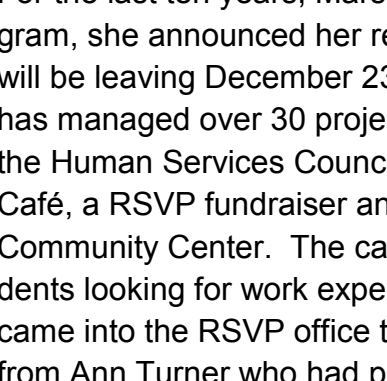 For the last ten years, Marc
gram, she announced her re
will be leaving December 23
has managed over 30 proje
the Human Services Counc
Café, a RSVP fundraiser an
Community Center. The ca
dents looking for work expe
came into the RSVP office t
from Ann Turner who had p